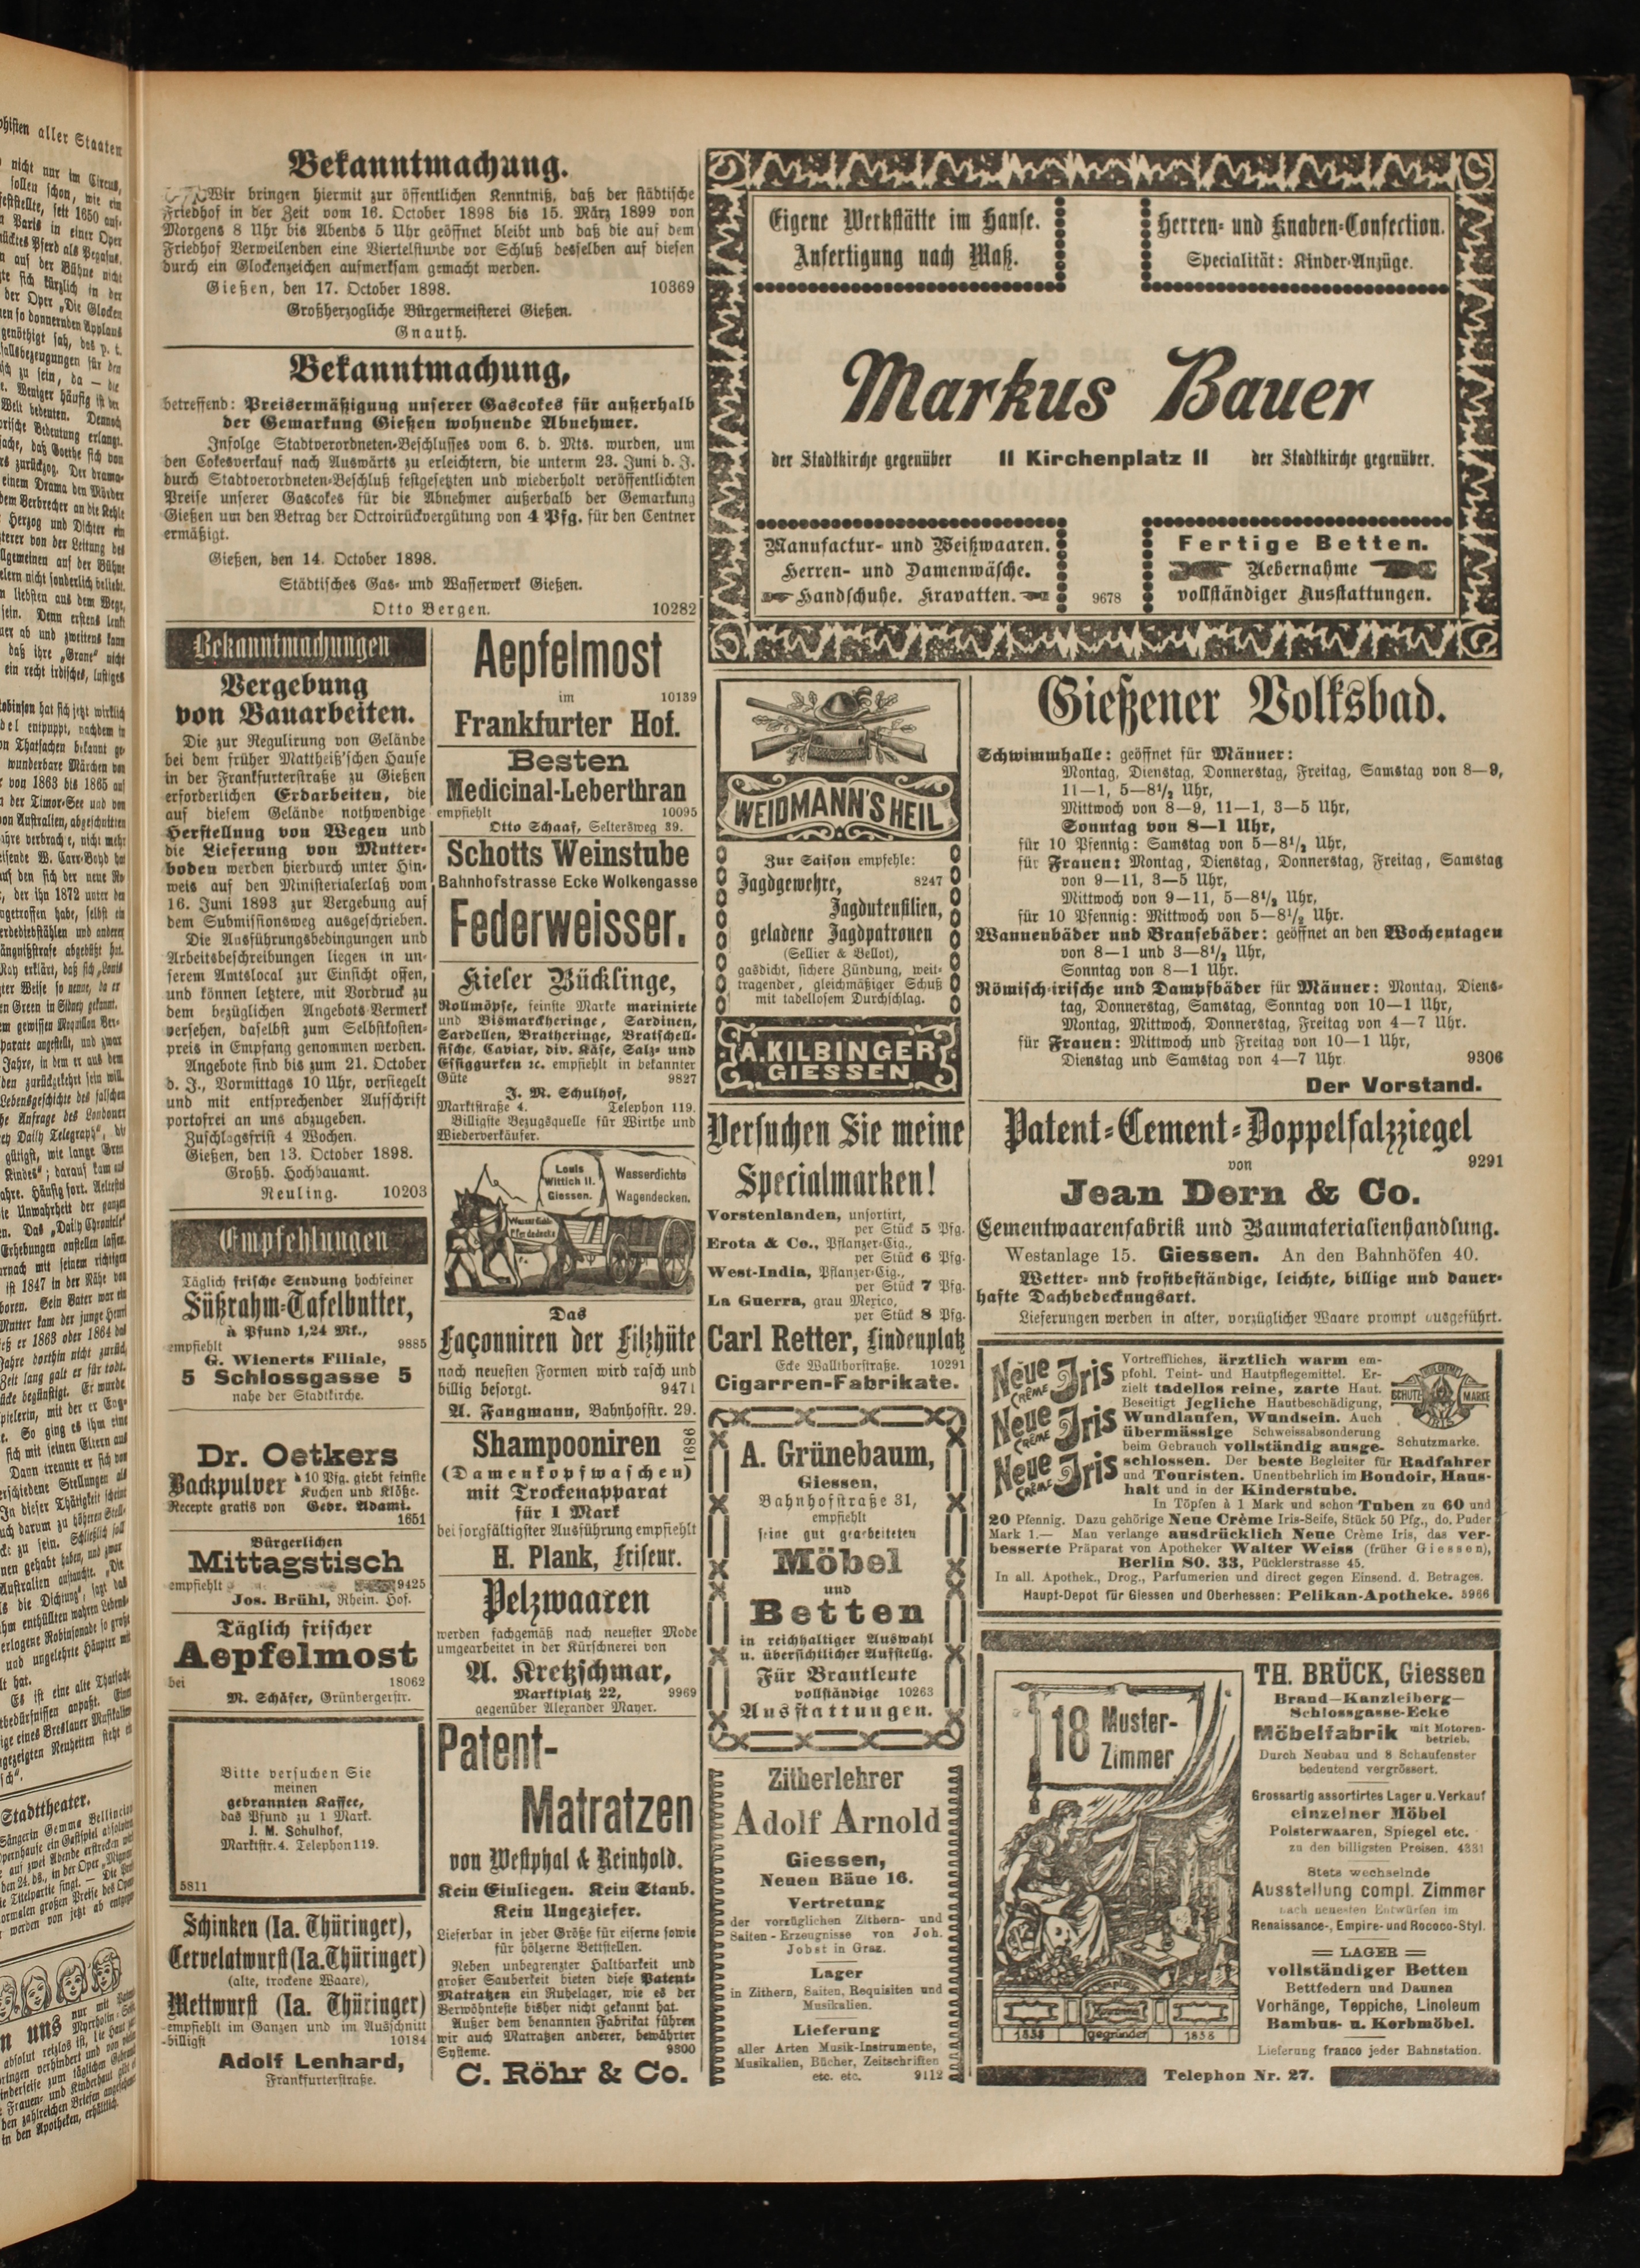 Bekanntmachung.
Wir bringen hiermit zur öffentlichen Kenntniß, daß der städtische
Friedhof in der Zeit vom 16. October 1898 bis 15. März 1899 von
Morgens 8 Uhr bis Abends 5 Uhr geöffnet bleibt und daß die auf dem
Friedhof Verweilenden eine Viertelstunde vor Schluß desselben auf diesen
durch ein Glockenzeichen aufmerksam gemacht werden.
Gießen, den 17. October 1898. 10369
Großherzogliche Bürgermeisterei Gießen.
Gnauth.
Bekanntmachung,
betreffend: Preisermäßigung unserer Gascokes für außerhalb
der Gemarkung Gießen wohnende Abnehmer.
Infolge Stadtverordneten-Beschlusses vom 6. d. Mts. wurden, um
den Cokesverkauf nach Auswärts zu erleichtern, die unterm 23. Juni d. J.
durch Stadtverordneten-Beschluß festgesetzten und wiederholt veröffentlichten
Preise unserer Gascokes für die Abnehmer außerhalb der Gemarkung
Gießen um den Betrag der Octroirückvergütung von 4 Pfg. für den Centner
ermäßigt.
Gießen, den 14. October 1898.
Städtisches Gas- und Wasserwerk Gießen.
Otto Bergen. 10282
Bekanntmachungen
Vergebung
von Bauarbeiten.
Die zur Regulirung von Gelände
bei dem früher Mattheiß'schen Hause
in der Frankfurterstraße zu Gießen
erforderlichen Erdarbeiten, die
auf diesem Gelände nothwendige
Herstellung von Wegen und
die Lieferung von Mutter-
boden werden hierdurch unter Hin-
weis auf den Ministerialerlaß vom
16. Juni 1893 zur Vergebung auf
dem Submissionsweg ausgeschrieben.
Die Ausführungsbedingungen und
Arbeitsbeschreibungen liegen in un-
serem Amtslocal zur Einsicht offen,
und können letztere, mit Vordruck zu
dem bezüglichen Angebots-Vermerk
versehen, daselbst zum Selbstkosten-
preis in Empfang genommen werden.
Angebote sind bis zum 21. October
d. J., Vormittags 10 Uhr, versiegelt
und mit entsprechender Aufschrift
portofrei an uns abzugeben.
Zuschlagsfrist 4 Wochen.
Gießen, den 13. October 1898.
Großh. Hochbauamt.
Reuling. 10203
Empfehlungen
Täglich frische Sendung hochfeiner
Süßrahm-Tafelbutter,
à Pfund 1,24 Mk.,
empfiehlt 9885
G. Wienerts Filiale,
5 Schlossgasse 5
nahe der Stadtkirche.
Dr. Oetkers
Backpulver à 10 Pfg. giebt feinste
Kuchen und Klöße.
Recepte gratis von Gebr. Adami.
1651
Bürgerlichen
Mittagstisch
empfiehlt 9425
Jos. Brühl, Rhein. Hof.
Täglich frischer
Aepfelmost
bei 18062
M. Schäfer, Grünbergerstr.
Bitte versuchen Sie
meinen
gebrannten Kaffee,
das Pfund zu 1 Mark.
J. M. Schulhof,
Marktstr. 4. Telephon 119.
5811
Schinken (Ia. Thüringer),
Cervelatwurst (Ia. Thüringer)
(alte, trockene Waare),
Mettwurst (Ia. Thüringer)
empfiehlt im Ganzen und im Ausschnitt
billigst 10184
Adolf Lenhard,
Frankfurterstraße.
Aepfelmost
im 10139
Frankfurter Hof.
Besten
Medicinal-Leberthran
empfiehlt 10095
Otto Schaaf, Seltersweg 39.
Schotts Weinstube
Bahnhofstrasse Ecke Wolkengasse
Federweisser.
Kieler Bücklinge,
Rollmöpse, feinste Marke marinirte
und Bismarckheringe, Sardinen,
Sardellen, Bratheringe, Bratschell-
fische, Caviar, div. Käse, Salz- und
Essiggurken ꝛc. empfiehlt in bekannter
Güte 9827
J. M. Schulhof,
Marktstraße 4. Telephon 119.
Billigste Bezugsquelle für Wirthe und
Wiederverkäufer.
Louis
Wittich II.
Giessen.
Wasserdichte
Wagendecken.
Das
Façonniren der Filzhüte
nach neuesten Formen wird rasch und
billig besorgt. 9471
A. Fangmann, Bahnhofstr. 29.
Shampooniren 9891
(Damenkopfwaschen)
mit Trockenapparat
für 1 Mark
bei sorgfältigster Ausführung empfiehlt
H. Plank, Friseur.
Pelzwaaren
werden fachgemäß nach neuester Mode
umgearbeitet in der Kürschnerei von
A. Kretzschmar,
Marktplatz 22, 9969
gegenüber Alexander Mayer.
Patent-
Matratzen
von Westphal & Reinhold.
Kein Einliegen. Kein Staub.
Kein Ungeziefer.
Lieferbar in jeder Größe für eiserne sowie
für hölzerne Bettstellen.
Neben unbegrenzter Haltbarkeit und
großer Sauberkeit bieten diese Patent-
Matratzen ein Ruhelager, wie es der
Verwöhnteste bisher nicht gekannt hat.
Außer dem benannten Fabrikat führen
wir auch Matratzen anderer, bewährter
Systeme. 9300
C. Röhr & Co.
Eigene Werkstätte im Hause.
Anfertigung nach Maß.
Herren- und Knaben-Confection.
Specialität: Kinder-Anzüge.
Markus Bauer
der Stadtkirche gegenüber 11 Kirchenplatz 11 der Stadtkirche gegenüber.
Manufactur- und Weißwaaren.
Herren- und Damenwäsche.
Handschuhe. Kravatten.
9678
Fertige Betten.
Uebernahme
vollständiger Ausstattungen.
WEIDMANN'S HEIL
Zur Saison empfehle:
Jagdgewehre, 8247
Jagdutensilien,
geladene Jagdpatronen
(Sellier & Bellot),
gasdicht, sichere Zündung, weit-
tragender, gleichmäßiger Schuß
mit tadellosem Durchschlag.
A. KILBINGER
GIESSEN
Versuchen Sie meine
Specialmarken!
Vorstenlanden, unsortirt,
per Stück 5 Pfg.
Erota & Co., Pflanzer-Cig.,
per Stück 6 Pfg.
West-India, Pflanzer-Cig.,
per Stück 7 Pfg.
La Guerra, grau Mexico,
per Stück 8 Pfg.
Carl Retter, Lindenplatz
Ecke Wallthorstraße. 10291
Cigarren-Fabrikate.
A. Grünebaum,
Giessen,
Bahnhofstraße 31,
empfiehlt
seine gut gearbeiteten
Möbel
und
Betten
in reichhaltiger Auswahl
u. übersichtlicher Aufstellg.
Für Brautleute
vollständige 10263
Ausstattungen.
Zitherlehrer
Adolf Arnold
Giessen,
Neuen Bäue 16.
Vertretung
der vorzüglichen Zithern- und
Saiten-Erzeugnisse von Joh.
Jobst in Graz.
Lager
in Zithern, Saiten, Requisiten und
Musikalien.
Lieferung
aller Arten Musik-Instrumente,
Musikalien, Bücher, Zeitschriften
etc. etc. 9112
Gießener Volksbad.
Schwimmhalle: geöffnet für Männer:
Montag, Dienstag, Donnerstag, Freitag, Samstag von 8—9,
11—1, 5—8½ Uhr,
Mittwoch von 8—9, 11—1, 3—5 Uhr,
Sonntag von 8—1 Uhr,
für 10 Pfennig: Samstag von 5—8½ Uhr,
für Frauen: Montag, Dienstag, Donnerstag, Freitag, Samstag
von 9—11, 3—5 Uhr,
Mittwoch von 9—11, 5—8½ Uhr,
für 10 Pfennig: Mittwoch von 5—8½ Uhr.
Wannenbäder und Brausebäder: geöffnet an den Wochentagen
von 8—1 und 3—8½ Uhr,
Sonntag von 8—1 Uhr.
Römisch-irische und Dampfbäder für Männer: Montag, Diens-
tag, Donnerstag, Samstag, Sonntag von 10—1 Uhr,
Montag, Mittwoch, Donnerstag, Freitag von 4—7 Uhr.
für Frauen: Mittwoch und Freitag von 10—1 Uhr,
Dienstag und Samstag von 4—7 Uhr. 9306
Der Vorstand.
Patent-Cement-Doppelfalzziegel
von 9291
Jean Dern & Co.
Cementwaarenfabrik und Baumaterialienhandlung.
Westanlage 15. Giessen. An den Bahnhöfen 40.
Wetter- und frostbeständige, leichte, billige und dauer-
hafte Dachbedeckungsart.
Lieferungen werden in alter, vorzüglicher Waare prompt ausgeführt.
Neue Crème Iris
Neue Crème Iris
Neue Crème Iris
Vortreffliches, ärztlich warm em-
pfohl. Teint- und Hautpflegemittel. Er-
zielt tadellos reine, zarte Haut.
Beseitigt jegliche Hautbeschädigung,
Wundlaufen, Wundsein. Auch
übermässige Schweissabsonderung
beim Gebrauch vollständig ausge-
schlossen. Der beste Begleiter für Radfahrer
und Touristen. Unentbehrlich im Boudoir, Haus-
halt und in der Kinderstube.
SCHUTZ MARKE
IRIS
Schutzmarke.
In Töpfen à 1 Mark und schon Tuben zu 60 und
20 Pfennig. Dazu gehörige Neue Crème Iris-Seife, Stück 50 Pfg., do. Puder
Mark 1.— Man verlange ausdrücklich Neue Crème Iris, das ver-
besserte Präparat von Apotheker Walter Weiss (früher Giessen),
Berlin SO. 33, Pücklerstrasse 45.
In all. Apothek., Drog., Parfumerien und direct gegen Einsend. d. Betrages.
Haupt-Depot für Giessen und Oberhessen: Pelikan-Apotheke. 5966
18 Muster-
Zimmer
1838 gegründet 1838
TH. BRÜCK, Giessen
Brand—Kanzleiberg—
Schlossgasse-Ecke
Möbelfabrik mit Motoren-
betrieb.
Durch Neubau und 8 Schaufenster
bedeutend vergrössert.
Grossartig assortirtes Lager u. Verkauf
einzelner Möbel
Polsterwaaren, Spiegel etc.
zu den billigsten Preisen. 4331
Stets wechselnde
Ausstellung compl. Zimmer
nach neuesten Entwürfen im
Renaissance-, Empire- und Rococo-Styl.
LAGER
vollständiger Betten
Bettfedern und Daunen
Vorhänge, Teppiche, Linoleum
Bambus- u. Korbmöbel.
Lieferung franco jeder Bahnstation.
Telephon Nr. 27.